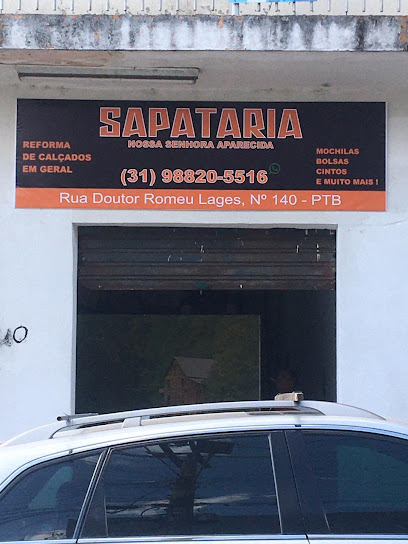 SAPATARIA
NOSSA SENHORA APARECIDA
REFORMA
DE CALÇADOS
EM GERAL
(31) 98820-5516
MOCHILAS
BOLSAS
CINTOS
E MUITO MAIS !
Rua Doutor Romeu Lages, Nº 140 - PTB